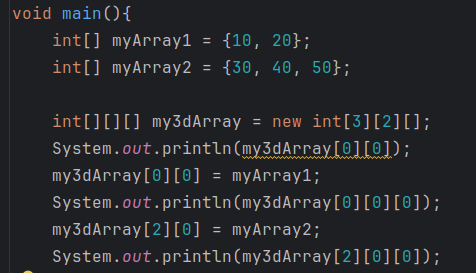 void main(){
    int[] myArray1 = {10, 20};
    int[] myArray2 = {30, 40, 50};

    int[][][] my3dArray = new int[3][2][];
    System.out.println(my3dArray[0][0]);
    my3dArray[0][0] = myArray1;
    System.out.println(my3dArray[0][0][0]);
    my3dArray[2][0] = myArray2;
    System.out.println(my3dArray[2][0][0]);